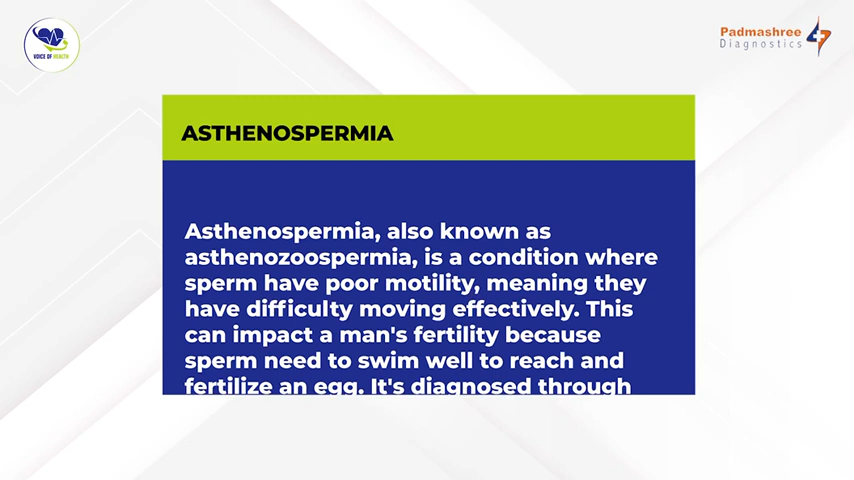 VOICE OF HEALTH
Padmashree
Diagnostics
ASTHENOSPERMIA
Asthenospermia, also known as
asthenozoospermia, is a condition where
sperm have poor motility, meaning they
have difficulty moving effectively. This
can impact a man's fertility because
sperm need to swim well to reach and
fertilize an egg. It's diagnosed through